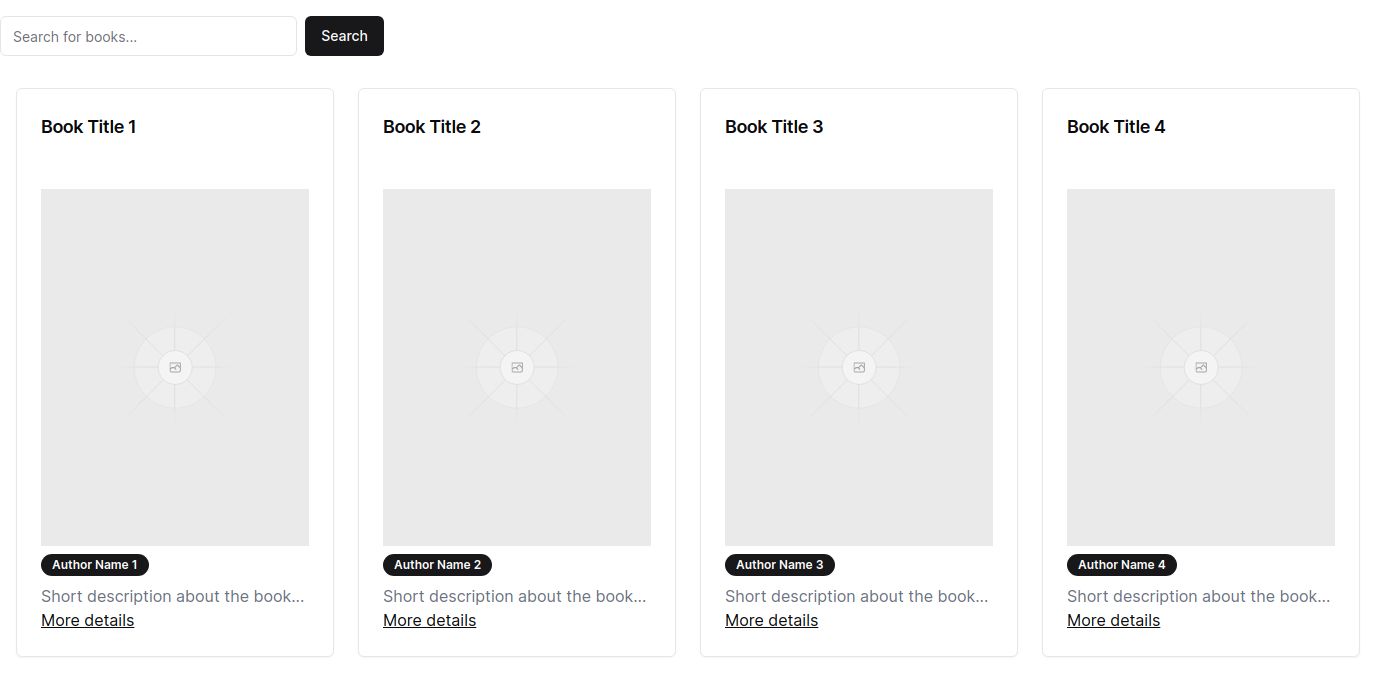 Search for books...
Search
Book Title 1
Book Title 2
Book Title 3
Book Title 4
Author Name 1
Author Name 2
Author Name 3
Author Name 4
Short description about the book...
Short description about the book...
Short description about the book...
Short description about the book...
More details
More details
More details
More details